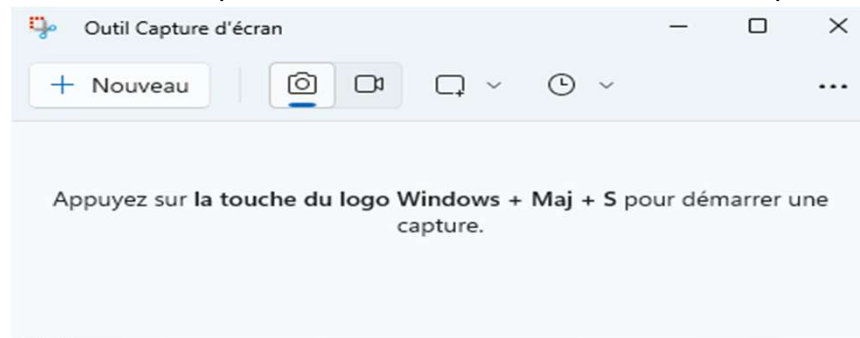 Outil Capture d'écran
Nouveau
Appuyez sur la touche du logo Windows + Maj + S pour démarrer une
capture.